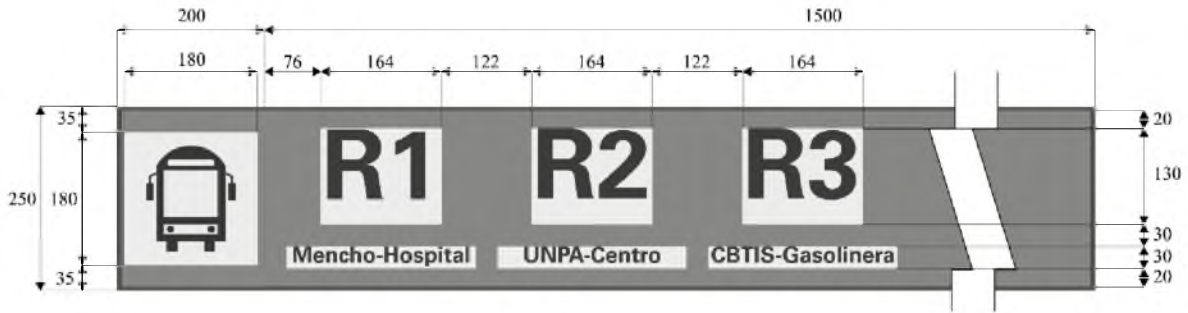 200 1500
180 76 164 122 164 122 164
35 20
R1 R2 R3
250 180 130
30
Mencho-Hospital UNPA-Centro CBTIS-Gasolinera 30
35 20